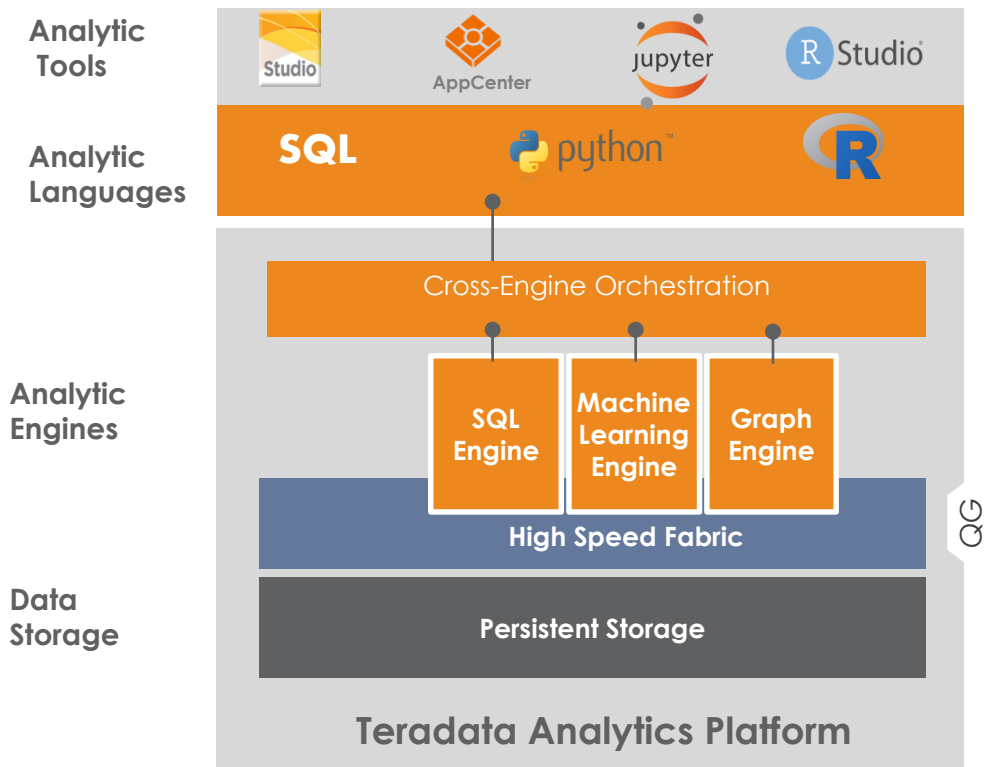 Analytic
Tools
Studio
AppCenter
jupyter
R Studio®
Analytic
Languages
SQL
python™
R
Cross-Engine Orchestration
Analytic
Engines
SQL
Engine
Machine
Learning
Engine
Graph
Engine
High Speed Fabric
QG
Data
Storage
Persistent Storage
Teradata Analytics Platform